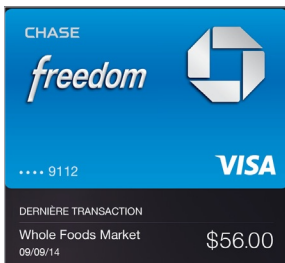 CHASE
freedom
•••• 9112
VISA
DERNIÈRE TRANSACTION
Whole Foods Market
$56.00
09/09/14